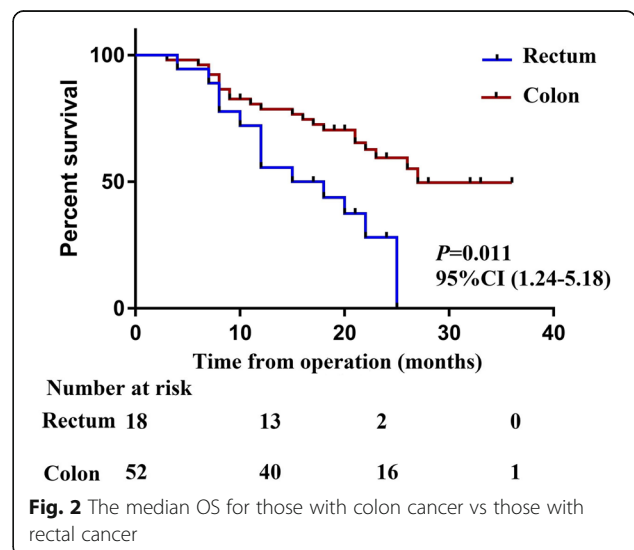 Percent survival
100
50
0
0 10 20 30 40
Rectum
Colon
P=0.011
95%CI (1.24-5.18)
Time from operation (months)
Number at risk
Rectum 18 13 2 0
Colon 52 40 16 1
Fig. 2 The median OS for those with colon cancer vs those with
rectal cancer